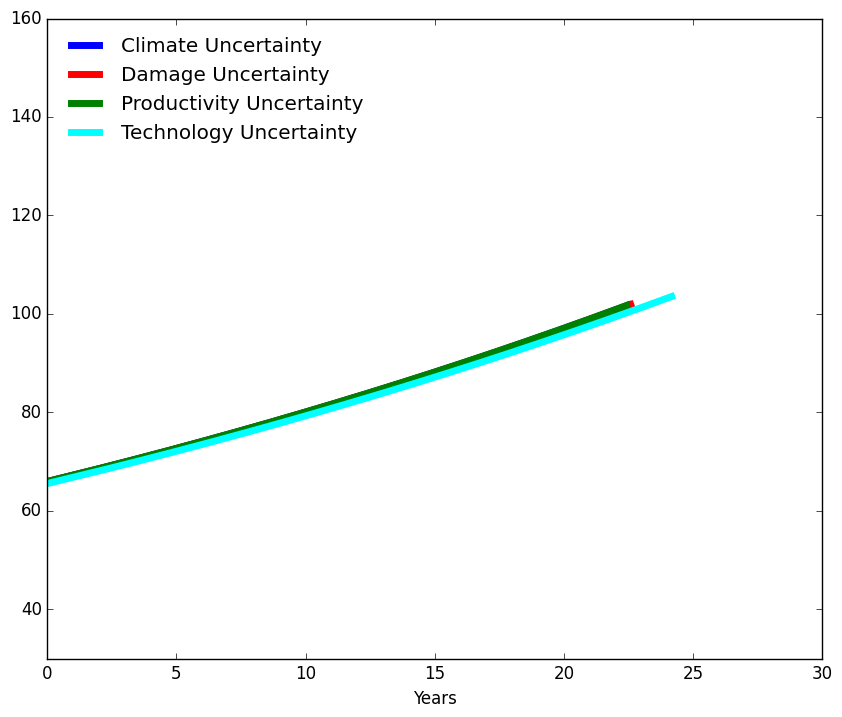 160
Climate Uncertainty
Damage Uncertainty
Productivity Uncertainty
Technology Uncertainty
140
120
100
80
60
40
0 5 10 15 20 25 30
Years